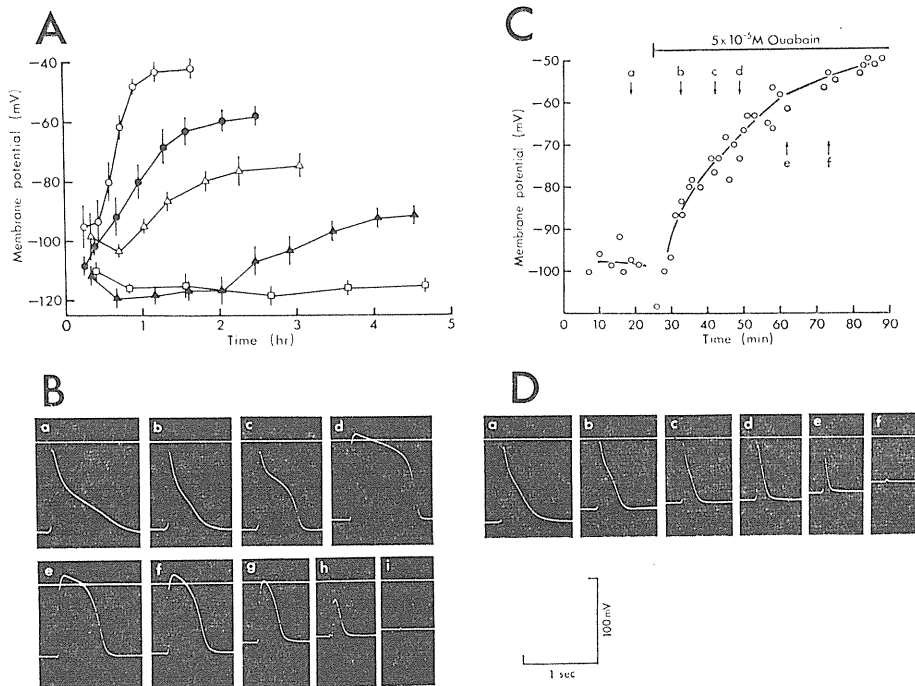 A
Membrane potential (mV)
−40
−60
−80
−100
−120
0
1
2
3
4
5
Time (hr)
C
5×10⁻⁵M Ouabain
Membrane potential (mV)
−50
−60
−70
−80
−90
−100
a
b
c
d
e
f
0
10
20
30
40
50
60
70
80
90
Time (min)
B
a
b
c
d
e
f
g
h
i
D
a
b
c
d
e
f
100 mV
1 sec